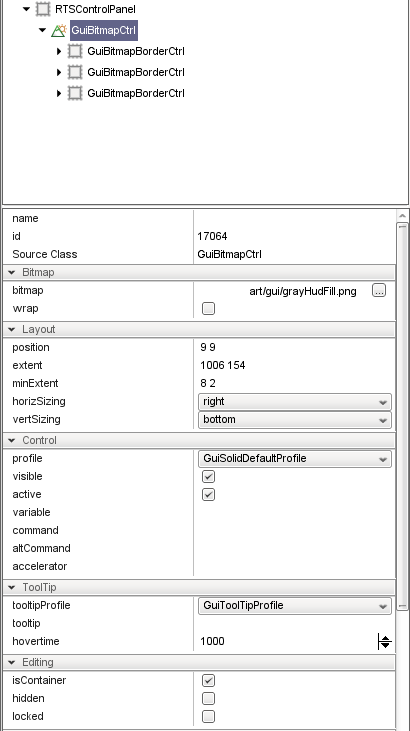 RTSControlPanel
GuiBitmapCtrl
GuiBitmapBorderCtrl
GuiBitmapBorderCtrl
GuiBitmapBorderCtrl
name
id 17064
Source Class GuiBitmapCtrl
Bitmap
bitmap art/gui/grayHudFill.png ...
wrap
Layout
position 9 9
extent 1006 154
minExtent 8 2
horizSizing right
vertSizing bottom
Control
profile GuiSolidDefaultProfile
visible
active
variable
command
altCommand
accelerator
ToolTip
tooltipProfile GuiToolTipProfile
tooltip
hovertime 1000
Editing
isContainer
hidden
locked